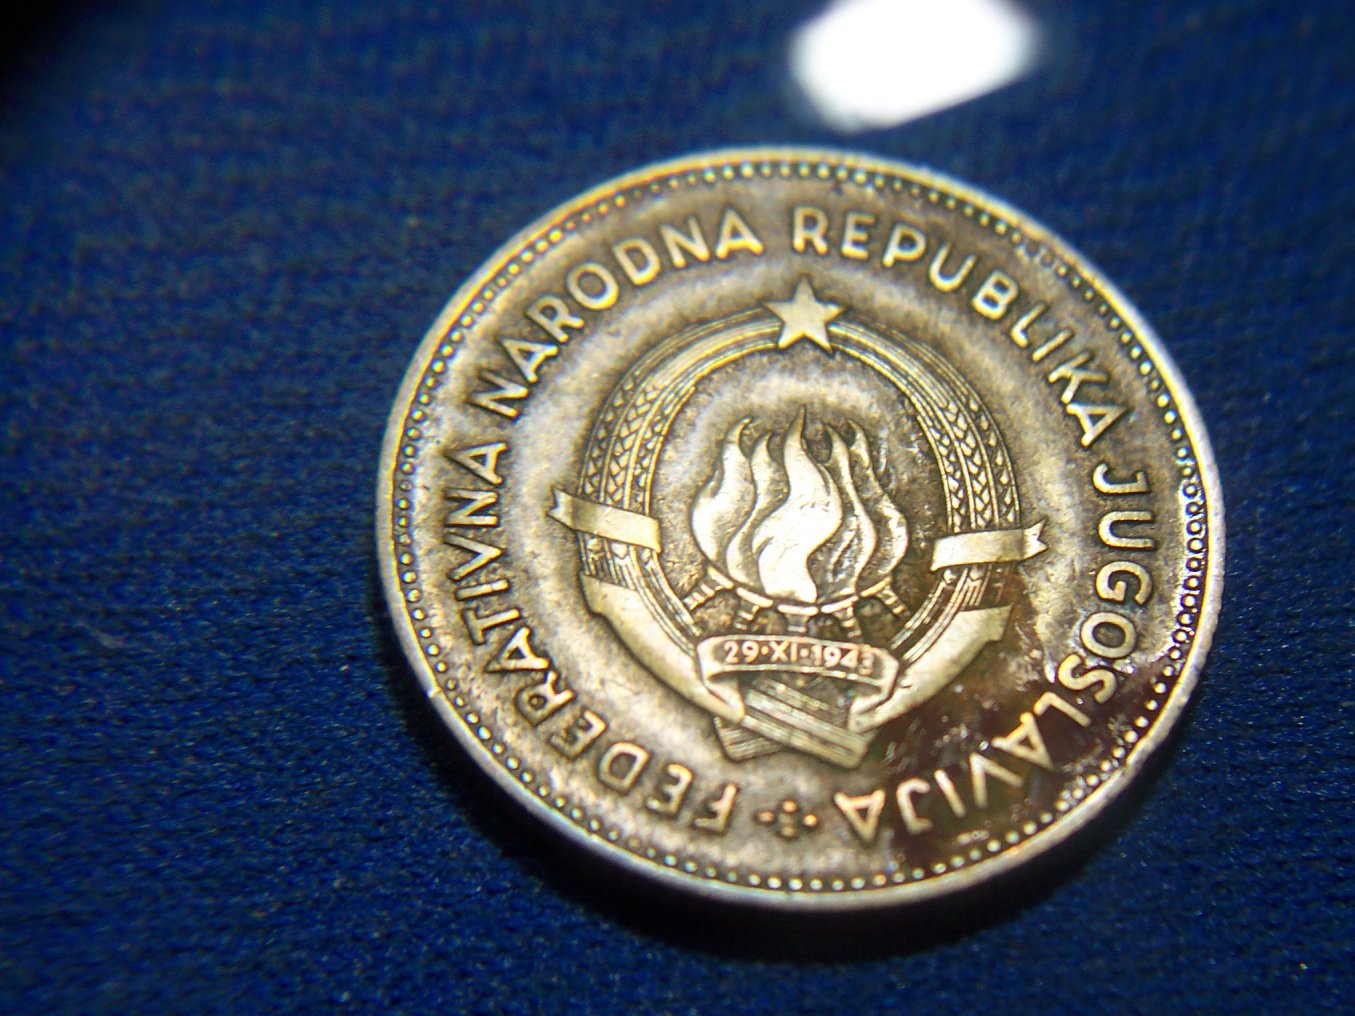 FEDERATIVNA NARODNA REPUBLIKA JUGOSLAVIJA
29·XI·1943